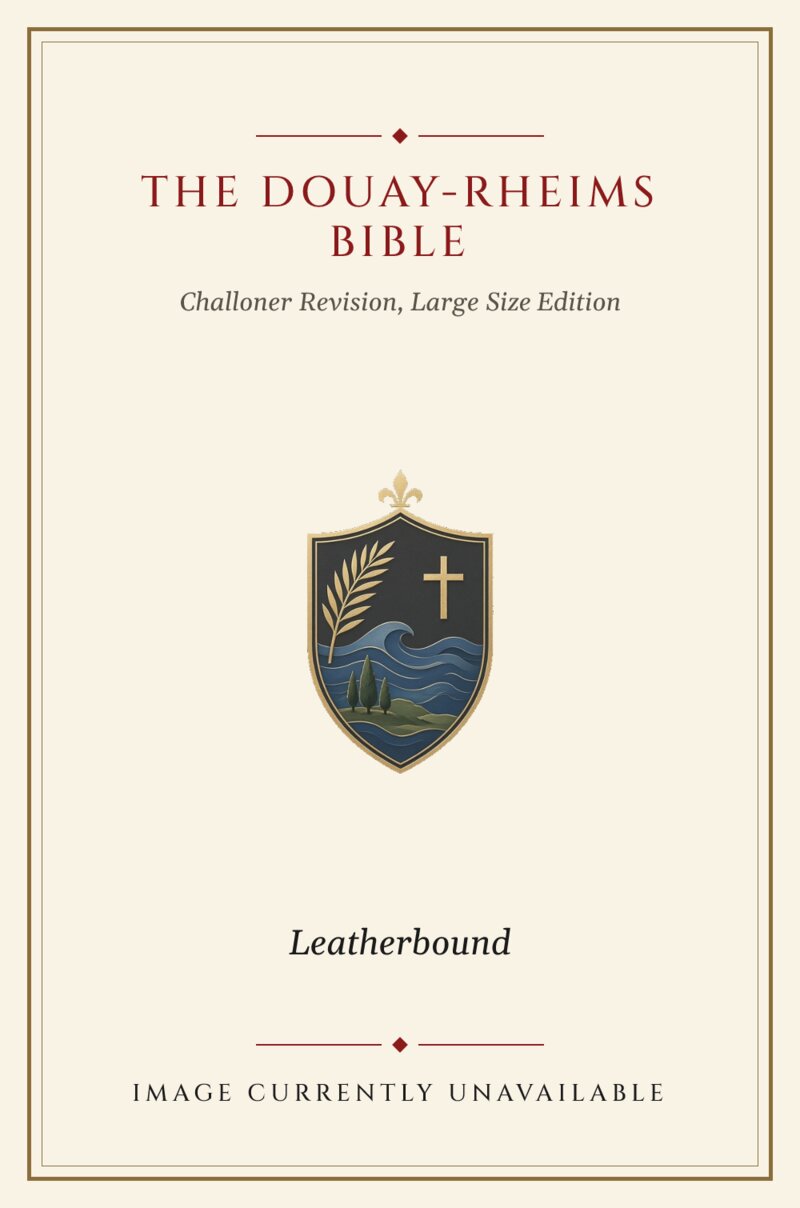 THE DOUAY-RHEIMS
BIBLE
Challoner Revision, Large Size Edition
Leatherbound
IMAGE CURRENTLY UNAVAILABLE